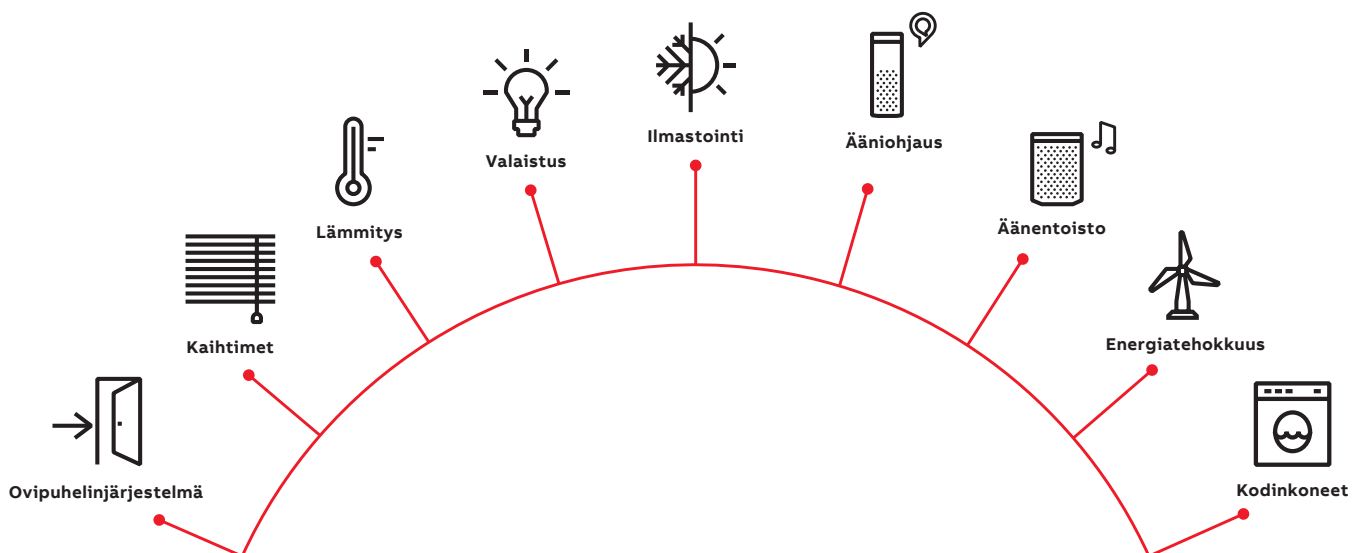 Ovipuhelinjärjestelmä
Kaihtimet
Lämmitys
Valaistus
Ilmastointi
Ääniohjaus
Äänentoisto
Energiatehokkuus
Kodinkoneet